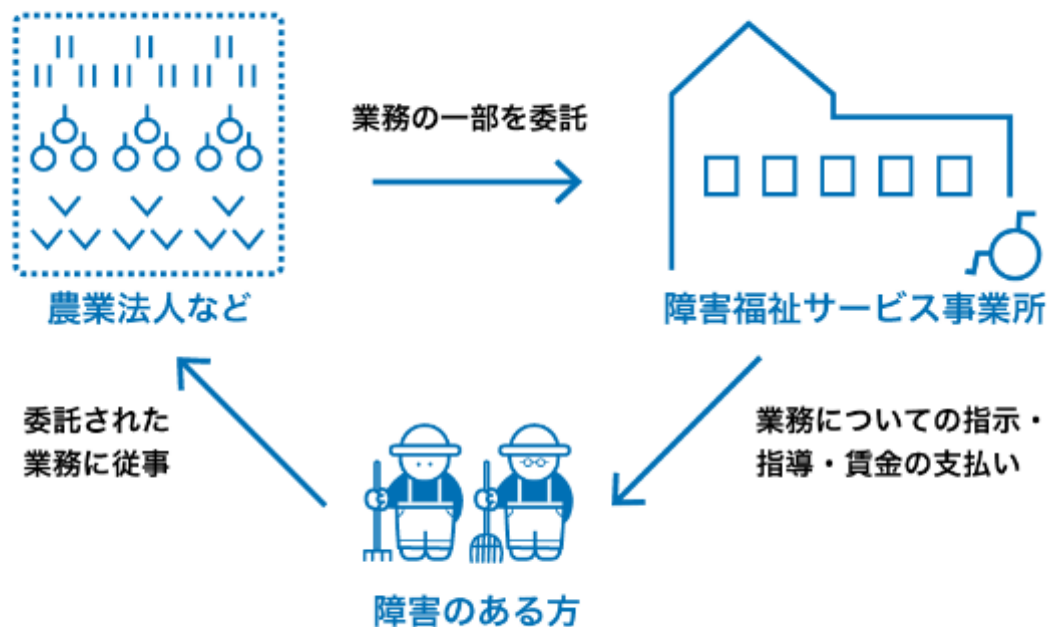 業務の一部を委託
農業法人など
障害福祉サービス事業所
委託された
業務に従事
業務についての指示・
指導・賃金の支払い
障害のある方